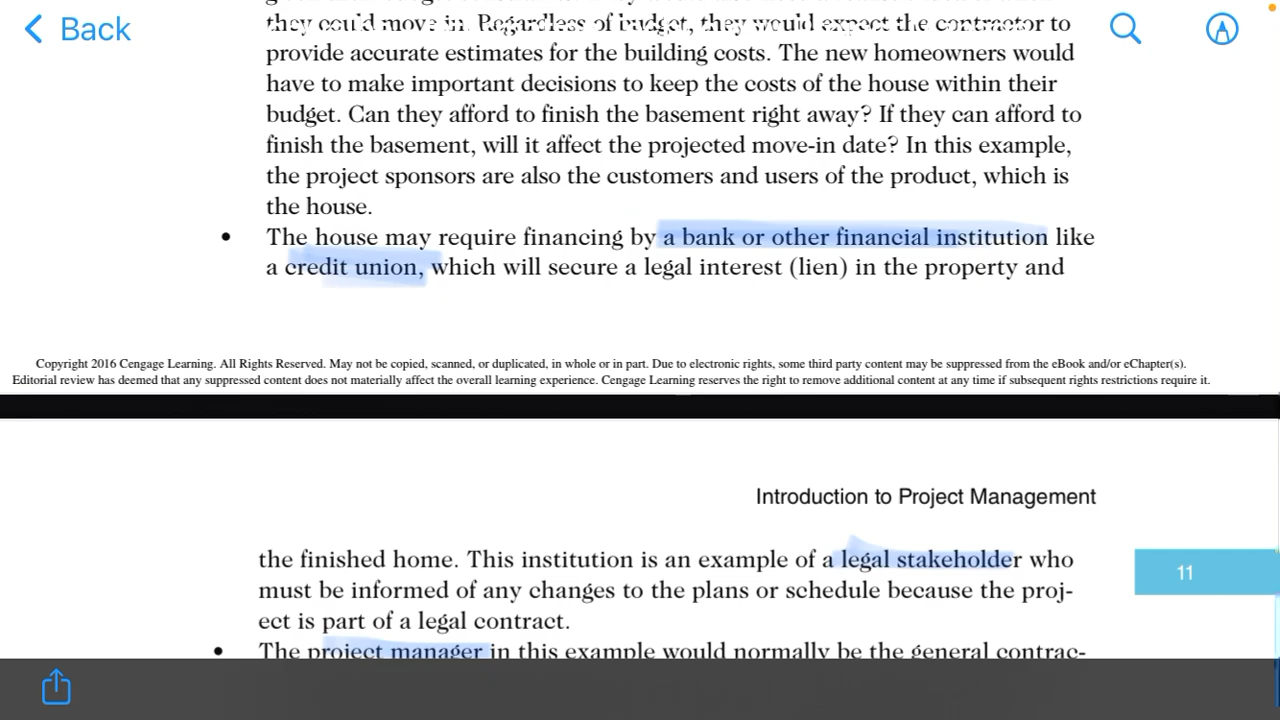 Back
they could move in. Regardless of budget, they would expect the contractor to
provide accurate estimates for the building costs. The new homeowners would
have to make important decisions to keep the costs of the house within their
budget. Can they afford to finish the basement right away? If they can afford to
finish the basement, will it affect the projected move-in date? In this example,
the project sponsors are also the customers and users of the product, which is
the house.
• The house may require financing by a bank or other financial institution like
a credit union, which will secure a legal interest (lien) in the property and
Copyright 2016 Cengage Learning. All Rights Reserved. May not be copied, scanned, or duplicated, in whole or in part. Due to electronic rights, some third party content may be suppressed from the eBook and/or eChapter(s).
Editorial review has deemed that any suppressed content does not materially affect the overall learning experience. Cengage Learning reserves the right to remove additional content at any time if subsequent rights restrictions require it.
Introduction to Project Management
the finished home. This institution is an example of a legal stakeholder who
must be informed of any changes to the plans or schedule because the proj-
ect is part of a legal contract.
11
• The project manager in this example would normally be the general contrac-